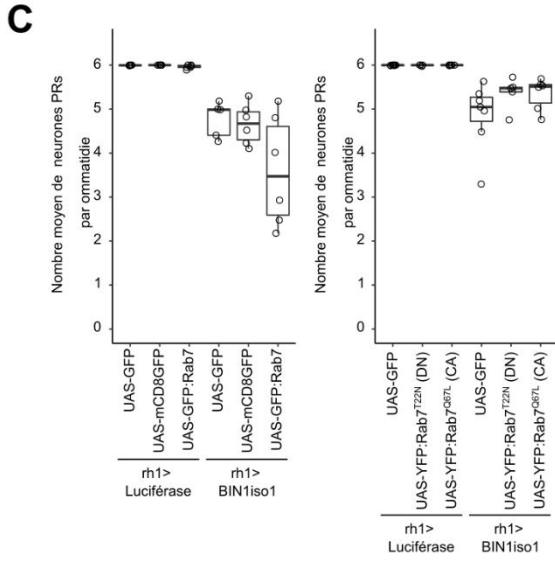 C
Nombre moyen de neurones PRs
par ommatidie
6
5
4
3
2
1
0
UAS-GFP
UAS-mCD8GFP
UAS-GFP:Rab7
UAS-GFP
UAS-mCD8GFP
UAS-GFP:Rab7
rh1>
Luciférase
rh1>
BIN1iso1
Nombre moyen de neurones PRs
par ommatidie
6
5
4
3
2
1
0
UAS-GFP
UAS-YFP:Rab7T22N (DN)
UAS-YFP:Rab7Q67L (CA)
UAS-GFP
UAS-YFP:Rab7T22N (DN)
UAS-YFP:Rab7Q67L (CA)
rh1>
Luciférase
rh1>
BIN1iso1